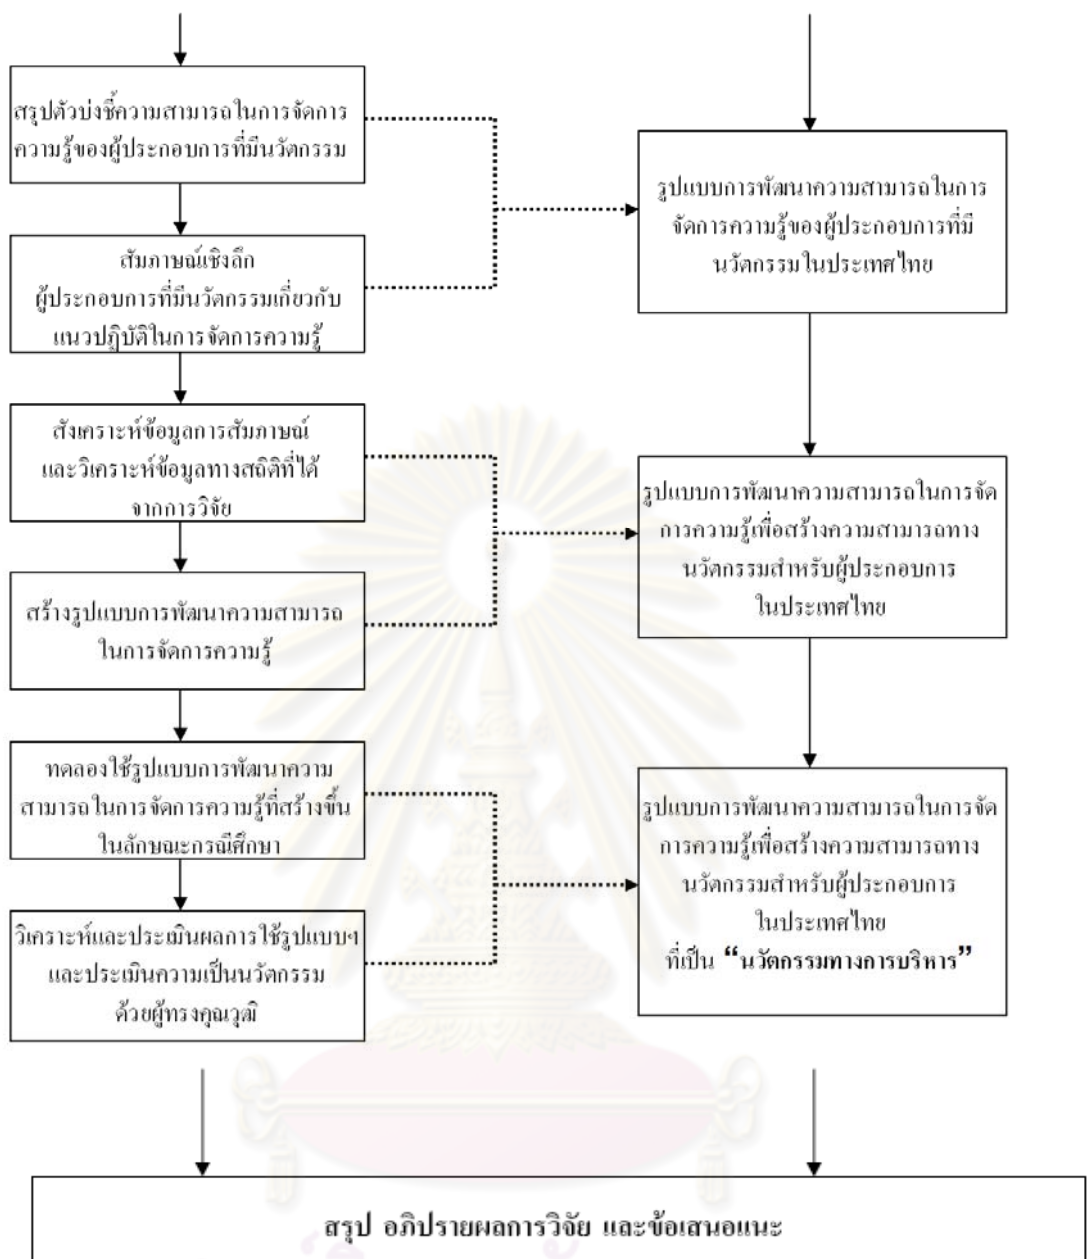 สรุปตัวบ่งชี้ความสามารถในการจัดการ
ความรู้ของผู้ประกอบการที่มีนวัตกรรม
สัมภาษณ์เชิงลึก
ผู้ประกอบการที่มีนวัตกรรมเกี่ยวกับ
แนวปฏิบัติในการจัดการความรู้
สังเคราะห์ข้อมูลการสัมภาษณ์
และวิเคราะห์ข้อมูลทางสถิติที่ได้
จากการวิจัย
สร้างรูปแบบการพัฒนาความสามารถ
ในการจัดการความรู้
ทดลองใช้รูปแบบการพัฒนาความ
สามารถในการจัดการความรู้ที่สร้างขึ้น
ในลักษณะกรณีศึกษา
วิเคราะห์และประเมินผลการใช้รูปแบบฯ
และประเมินความเป็นนวัตกรรม
ด้วยผู้ทรงคุณวุฒิ
รูปแบบการพัฒนาความสามารถในการ
จัดการความรู้ของผู้ประกอบการที่มี
นวัตกรรมในประเทศไทย
รูปแบบการพัฒนาความสามารถในการจัด
การความรู้เพื่อสร้างความสามารถทาง
นวัตกรรมสำหรับผู้ประกอบการ
ในประเทศไทย
รูปแบบการพัฒนาความสามารถในการจัด
การความรู้เพื่อสร้างความสามารถทาง
นวัตกรรมสำหรับผู้ประกอบการ
ในประเทศไทย
ที่เป็น “นวัตกรรมทางการบริหาร”
สรุป อภิปรายผลการวิจัย และข้อเสนอแนะ